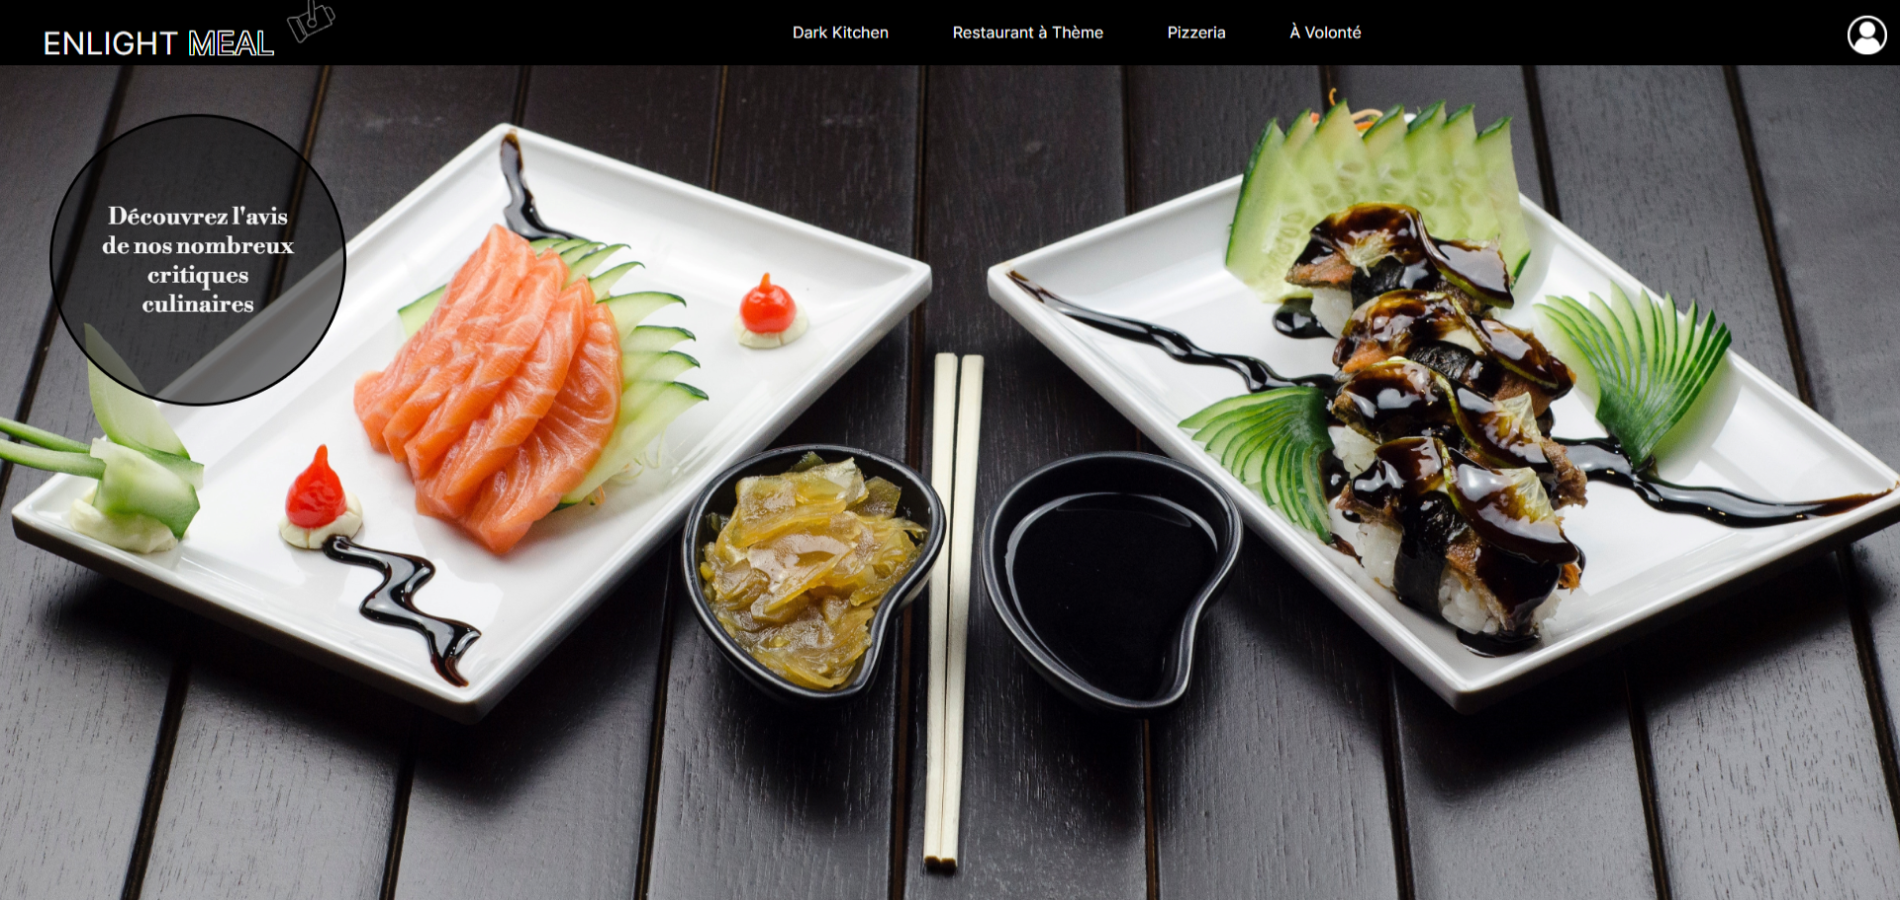 ENLIGHT MEAL
Dark Kitchen
Restaurant à Thème
Pizzeria
À Volonté
Découvrez l'avis
de nos nombreux
critiques
culinaires